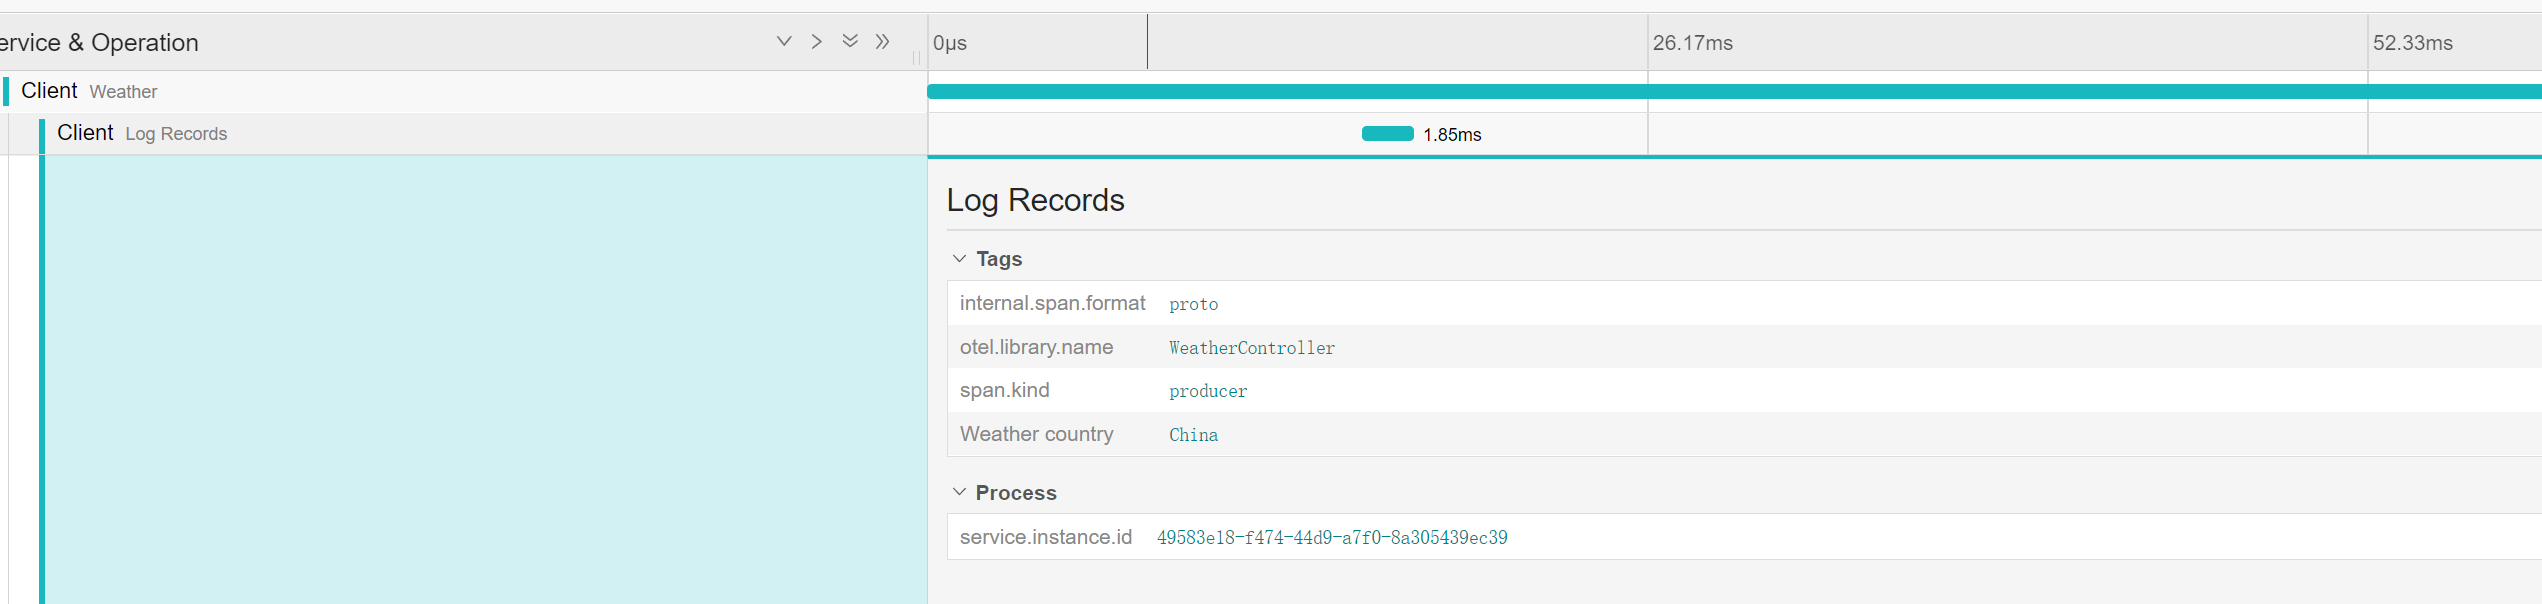 ervice & Operation
0μs
26.17ms
52.33ms
Client Weather
Client Log Records
1.85ms
Log Records
Tags
internal.span.format proto
otel.library.name WeatherController
span.kind producer
Weather country China
Process
service.instance.id 49583e18-f474-44d9-a7f0-8a305439ec39